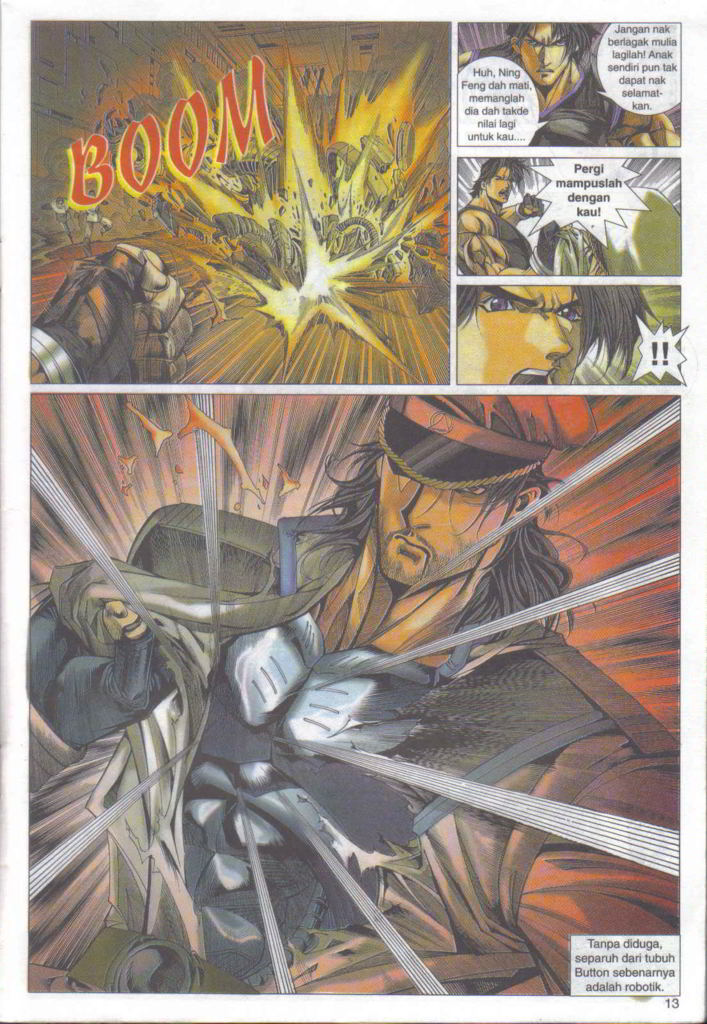 BOOM
Huh, Ning
Feng dah mati,
memanglah
dia dah takde
nilai lagi
untuk kau....
Jangan nak
berlagak mulia
lagilah! Anak
sendiri pun tak
dapat nak
selamat-
kan.
Pergi
mampuslah
dengan
kau!
!!
Tanpa diduga,
separuh dari tubuh
Button sebenarnya
adalah robotik.
13